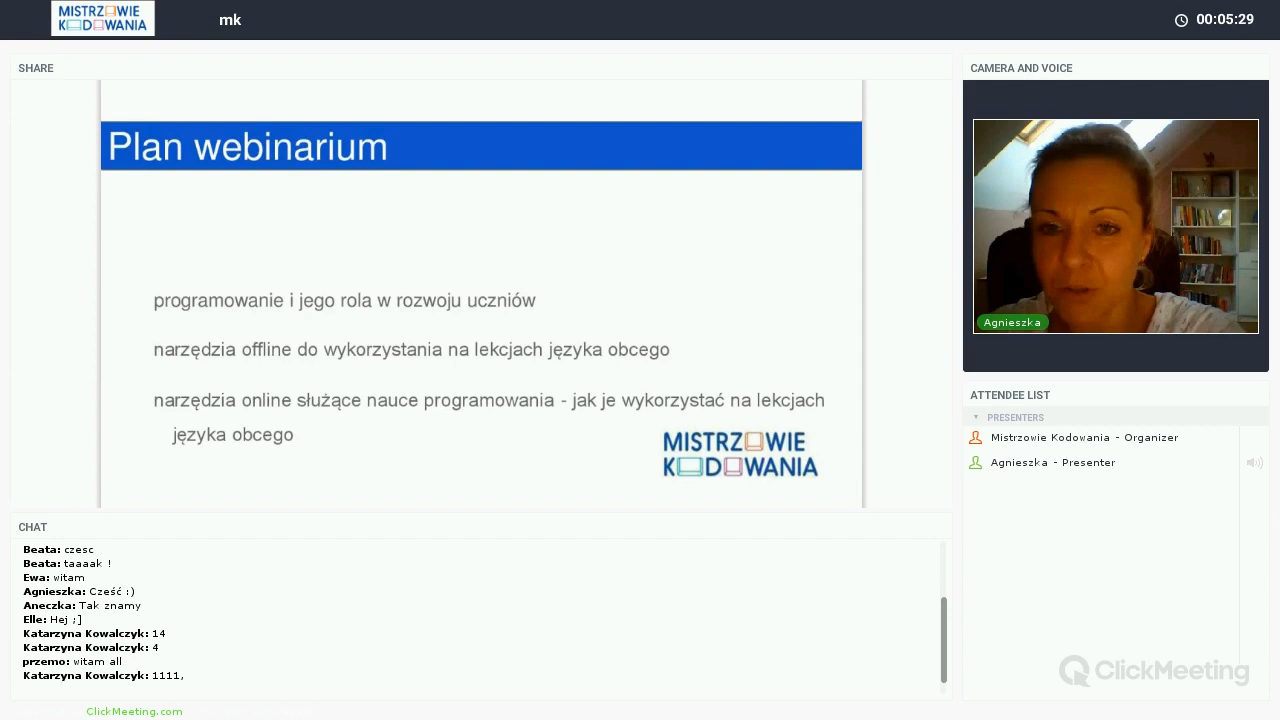 MISTRZOWIE
KODOWANIA
mk
00:05:29
SHARE
Plan webinarium
programowanie i jego rola w rozwoju uczniów
narzędzia offline do wykorzystania na lekcjach języka obcego
narzędzia online służące nauce programowania - jak je wykorzystać na lekcjach
języka obcego
MISTRZOWIE
KODOWANIA
CAMERA AND VOICE
Agnieszka
ATTENDEE LIST
PRESENTERS
Mistrzowie Kodowania - Organizer
Agnieszka - Presenter
CHAT
Beata: czesc
Beata: taaaak !
Ewa: witam
Agnieszka: Cześć :)
Aneczka: Tak znamy
Elle: Hej ;]
Katarzyna Kowalczyk: 14
Katarzyna Kowalczyk: 4
przemo: witam all
Katarzyna Kowalczyk: 1111,
ClickMeeting
ClickMeeting.com